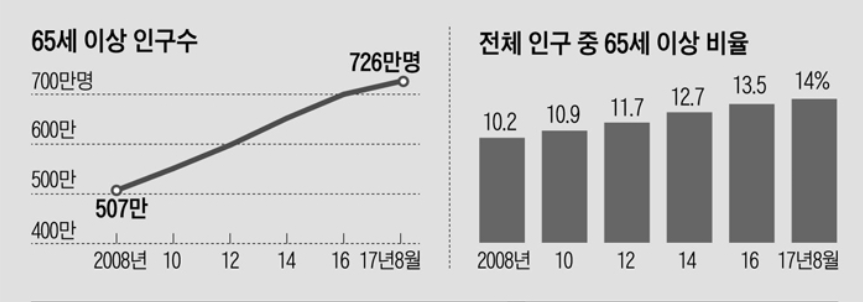 65세 이상 인구수
726만명
700만명
600만
500만
507만
400만
2008년 10 12 14 16 17년8월
전체 인구 중 65세 이상 비율
10.2 10.9 11.7 12.7 13.5 14%
2008년 10 12 14 16 17년8월